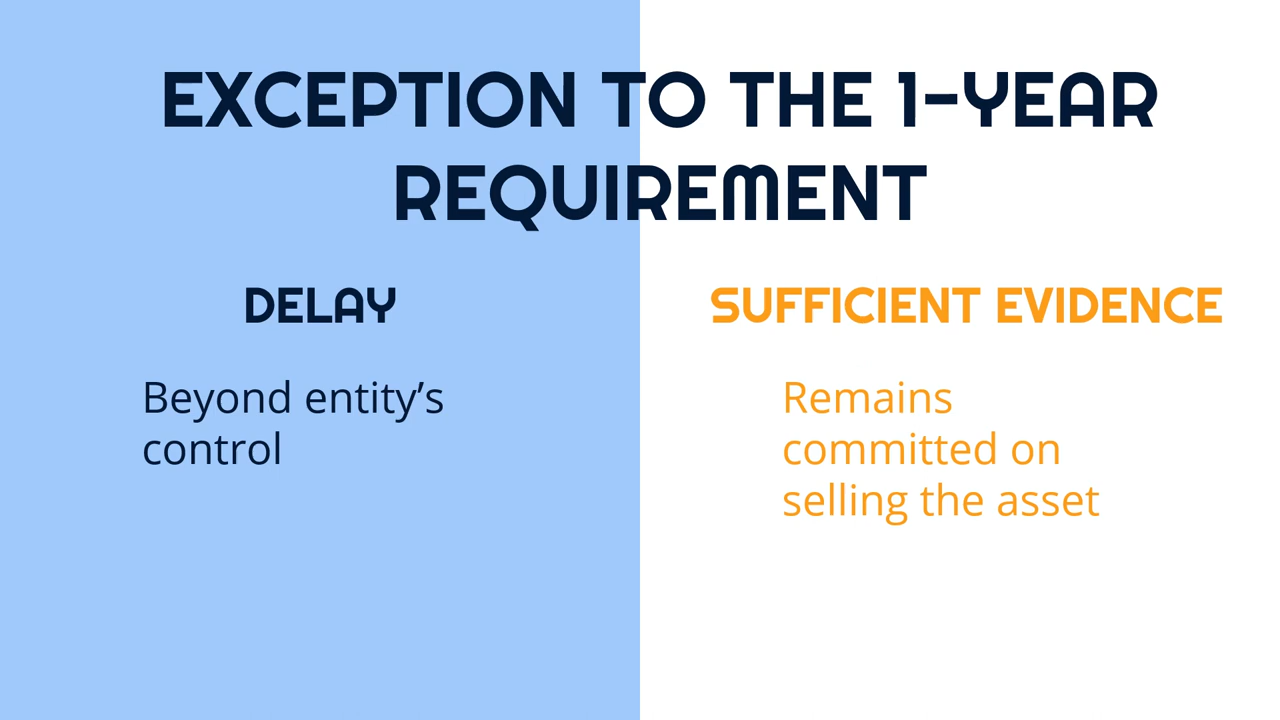 EXCEPTION TO THE 1-YEAR
REQUIREMENT
DELAY
Beyond entity’s
control
SUFFICIENT EVIDENCE
Remains
committed on
selling the asset